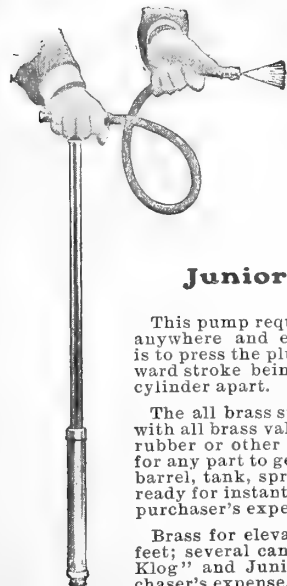 Junior
This pump requ
anywhere and e
is to press the plu
ward stroke bein
cylinder apart.
The all brass s
with all brass val
rubber or other
for any part to ge
barrel, tank, spr
ready for instant
purchaser's expe
Brass for eleva
feet; several can
Klog" and Juni
chaser's expense